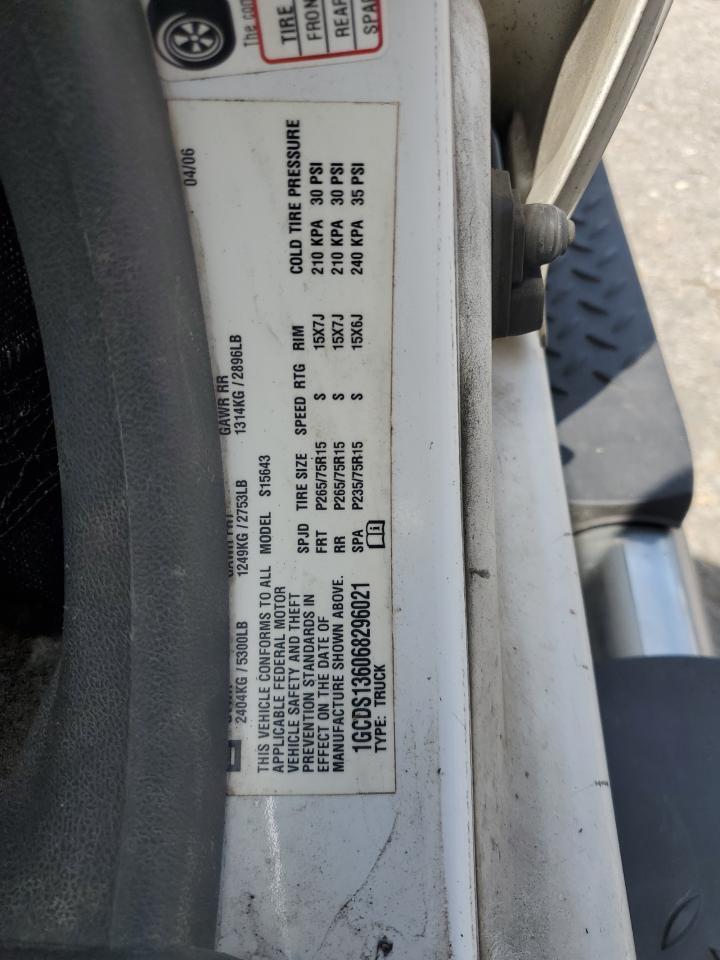 The con
TIRE
FRON
REAR
SPAR
04/06
GAWR RR
2404KG / 5300LB 1249KG / 2753LB 1314KG / 2896LB
THIS VEHICLE CONFORMS TO ALL MODEL S15643
APPLICABLE FEDERAL MOTOR
VEHICLE SAFETY AND THEFT
PREVENTION STANDARDS IN
EFFECT ON THE DATE OF
MANUFACTURE SHOWN ABOVE.
SPJD TIRE SIZE SPEED RTG RIM COLD TIRE PRESSURE
FRT P265/75R15 S 15X7J 210 KPA 30 PSI
RR P265/75R15 S 15X7J 210 KPA 30 PSI
SPA P235/75R15 S 15X6J 240 KPA 35 PSI
1GCDS136068296021
TYPE: TRUCK